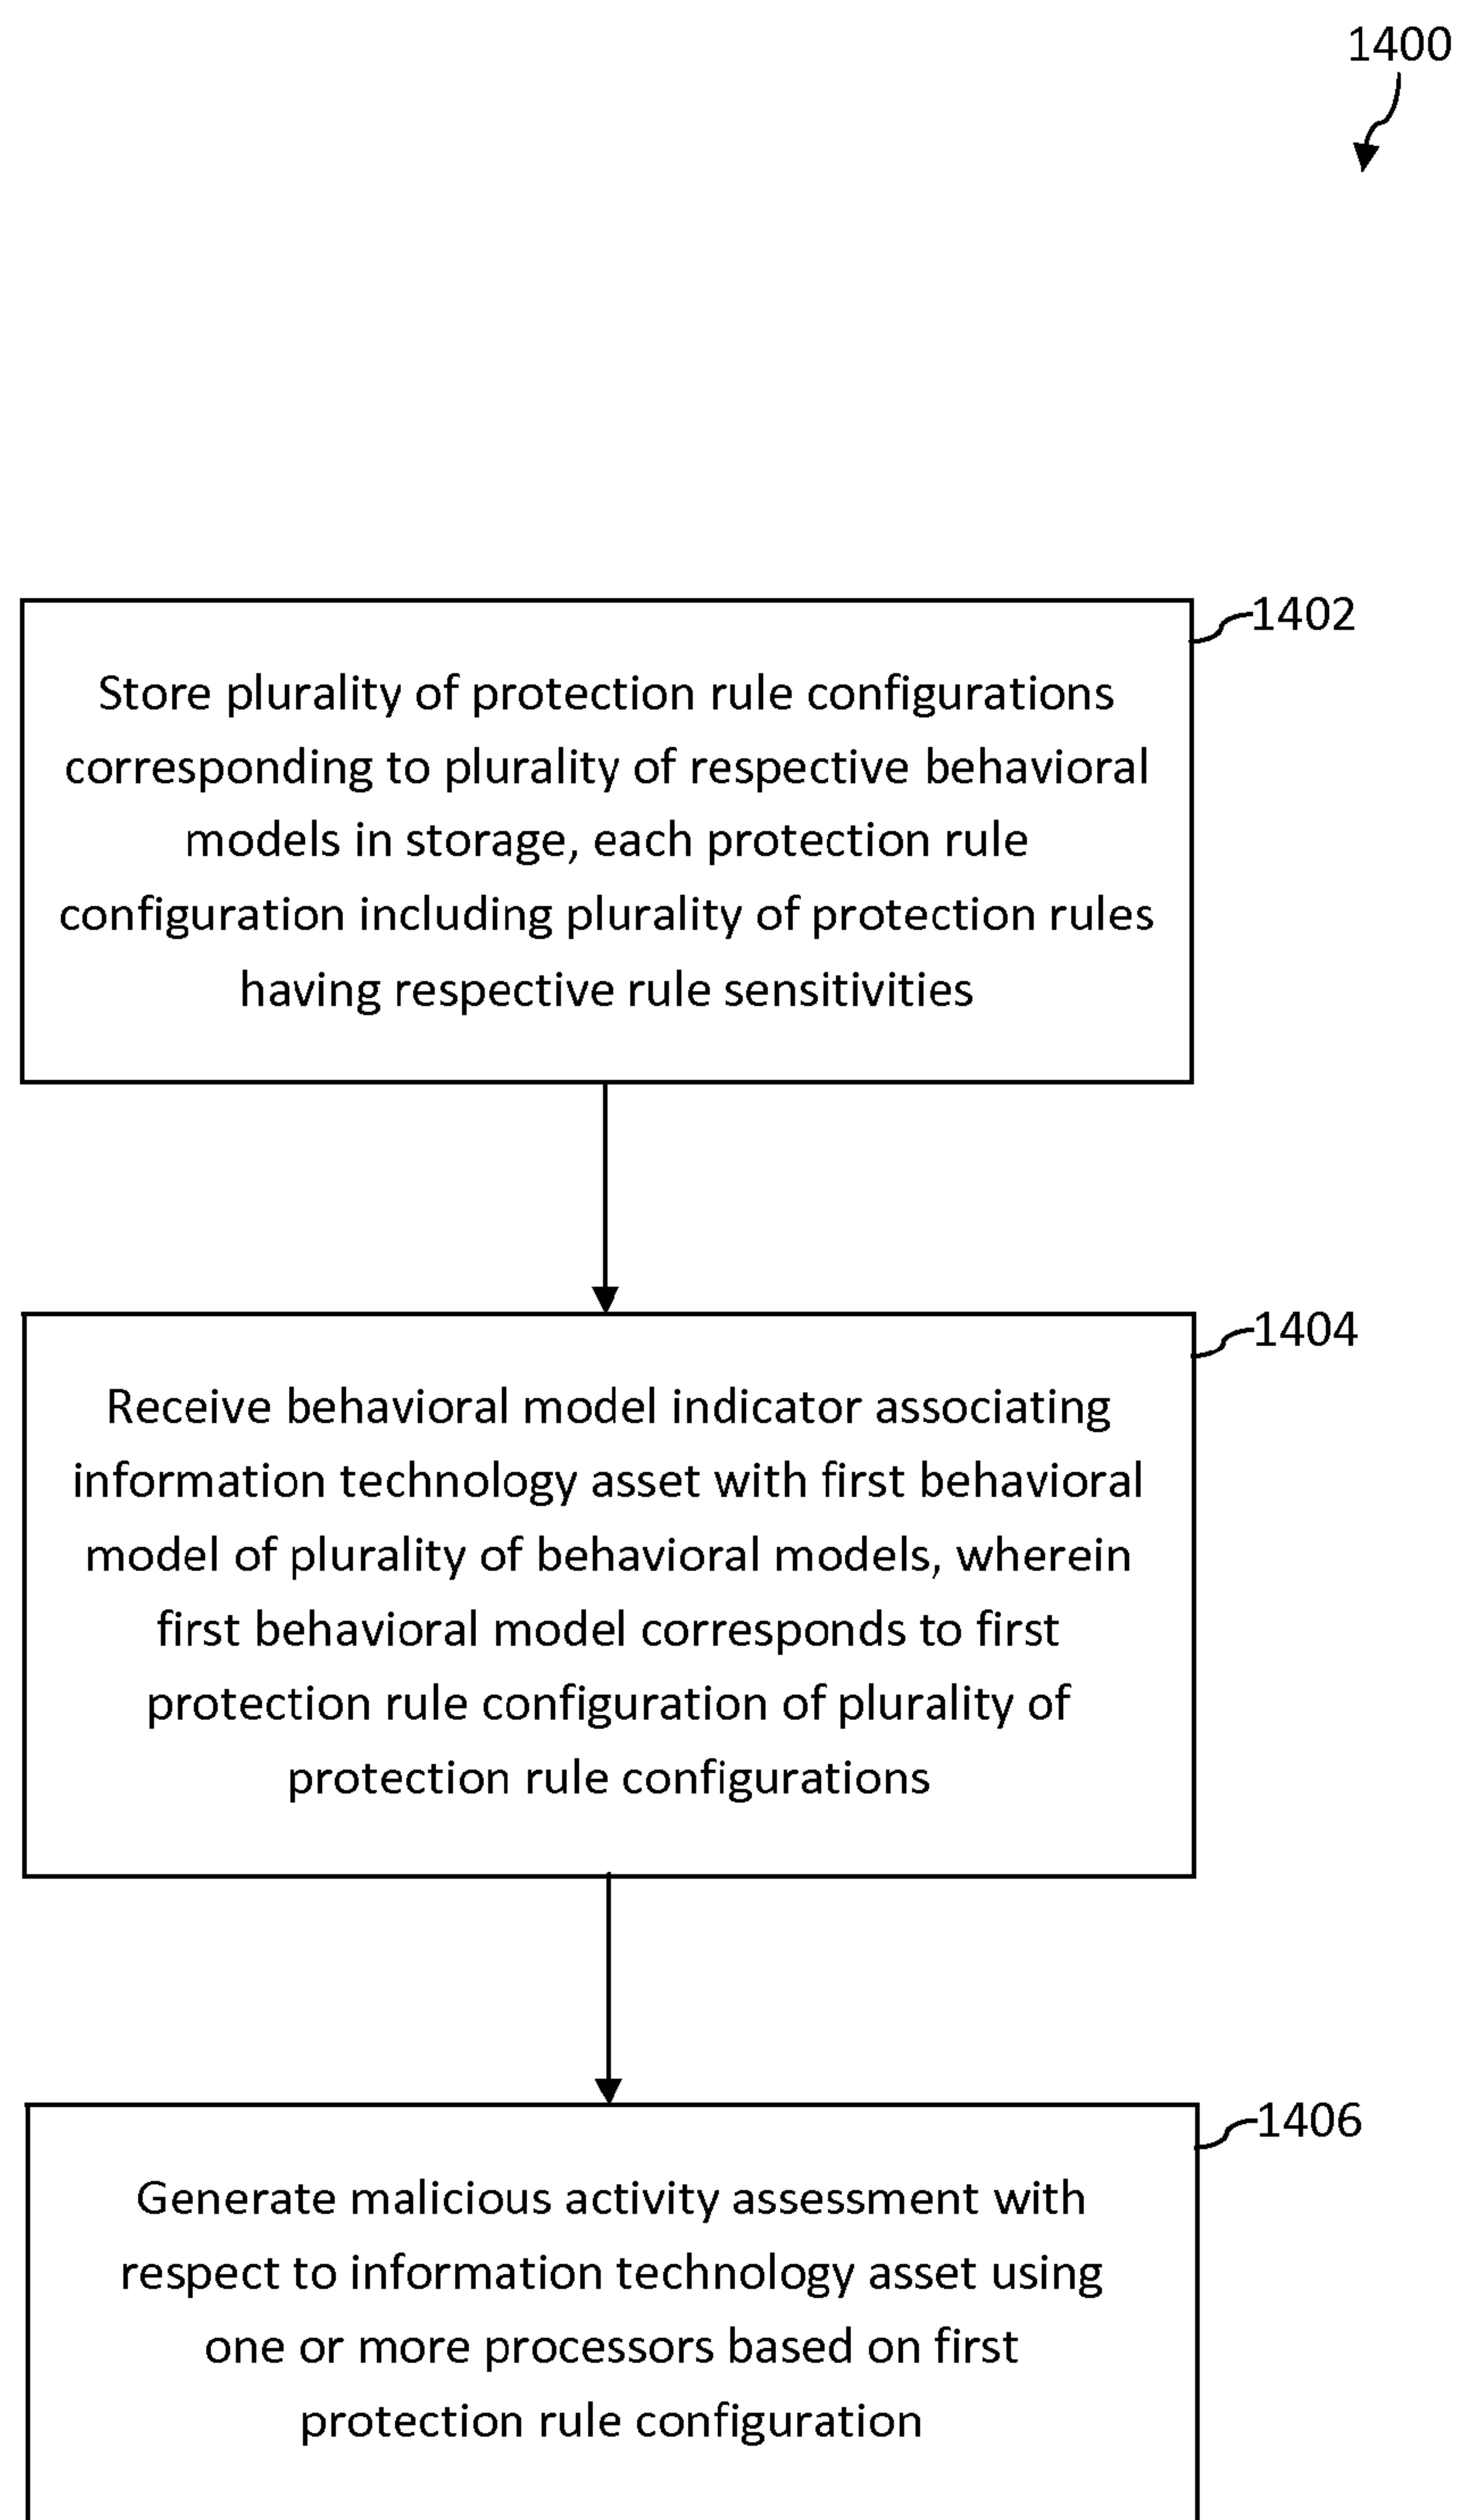 1400
1402
Store plurality of protection rule configurations
corresponding to plurality of respective behavioral
models in storage, each protection rule
configuration including plurality of protection rules
having respective rule sensitivities
1404
Receive behavioral model indicator associating
information technology asset with first behavioral
model of plurality of behavioral models, wherein
first behavioral model corresponds to first
protection rule configuration of plurality of
protection rule configurations
1406
Generate malicious activity assessment with
respect to information technology asset using
one or more processors based on first
protection rule configuration